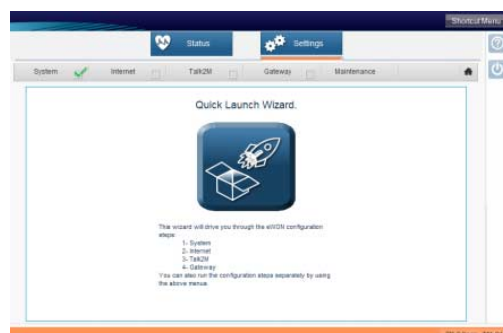 Shortcut Menu
Status
Settings
System
Internet
Talk2M
Gateway
Maintenance
Quick Launch Wizard.
This wizard will drive you through the eWON configuration
steps:
1- System
2- Internet
3- Talk2M
4- Gateway
You can also run the configuration steps separately by using
the above menus.